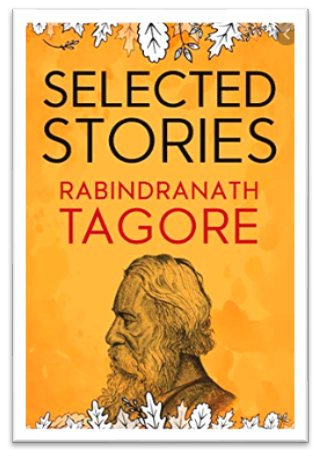 SELECTED
STORIES
RABINDRANATH
TAGORE